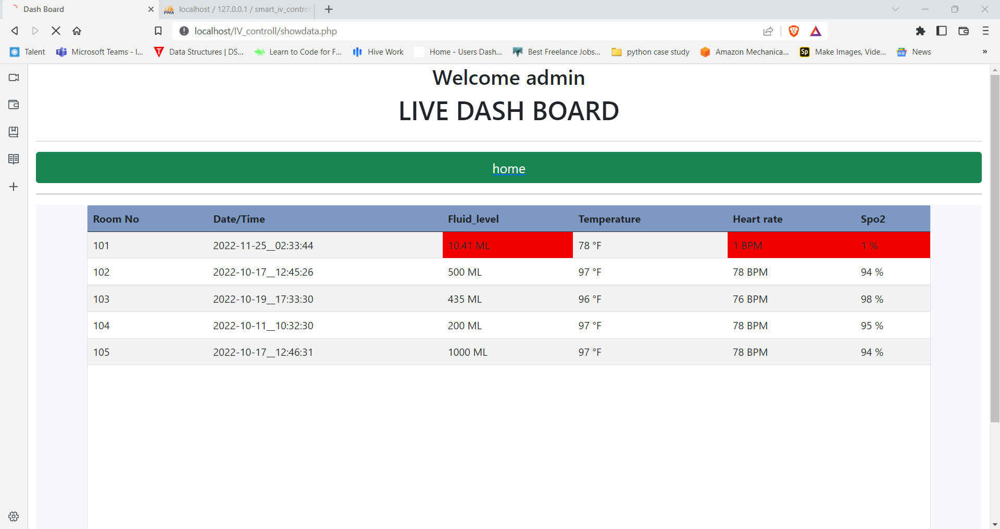 Dash Board
localhost / 127.0.0.1 / smart_iv_control
localhost/IV_controll/showdata.php
Talent Microsoft Teams - I... Data Structures | DS... Learn to Code for F... Hive Work Home - Users Dash... Best Freelance Jobs... python case study Amazon Mechanica... Make Images, Vide... News »
Welcome admin
LIVE DASH BOARD
home
Room No Date/Time Fluid_level Temperature Heart rate Spo2
101 2022-11-25__02:33:44 10.41 ML 78 °F 1 BPM 1 %
102 2022-10-17__12:45:26 500 ML 97 °F 78 BPM 94 %
103 2022-10-19__17:33:30 435 ML 96 °F 76 BPM 98 %
104 2022-10-11__10:32:30 200 ML 97 °F 78 BPM 95 %
105 2022-10-17__12:46:31 1000 ML 97 °F 78 BPM 94 %